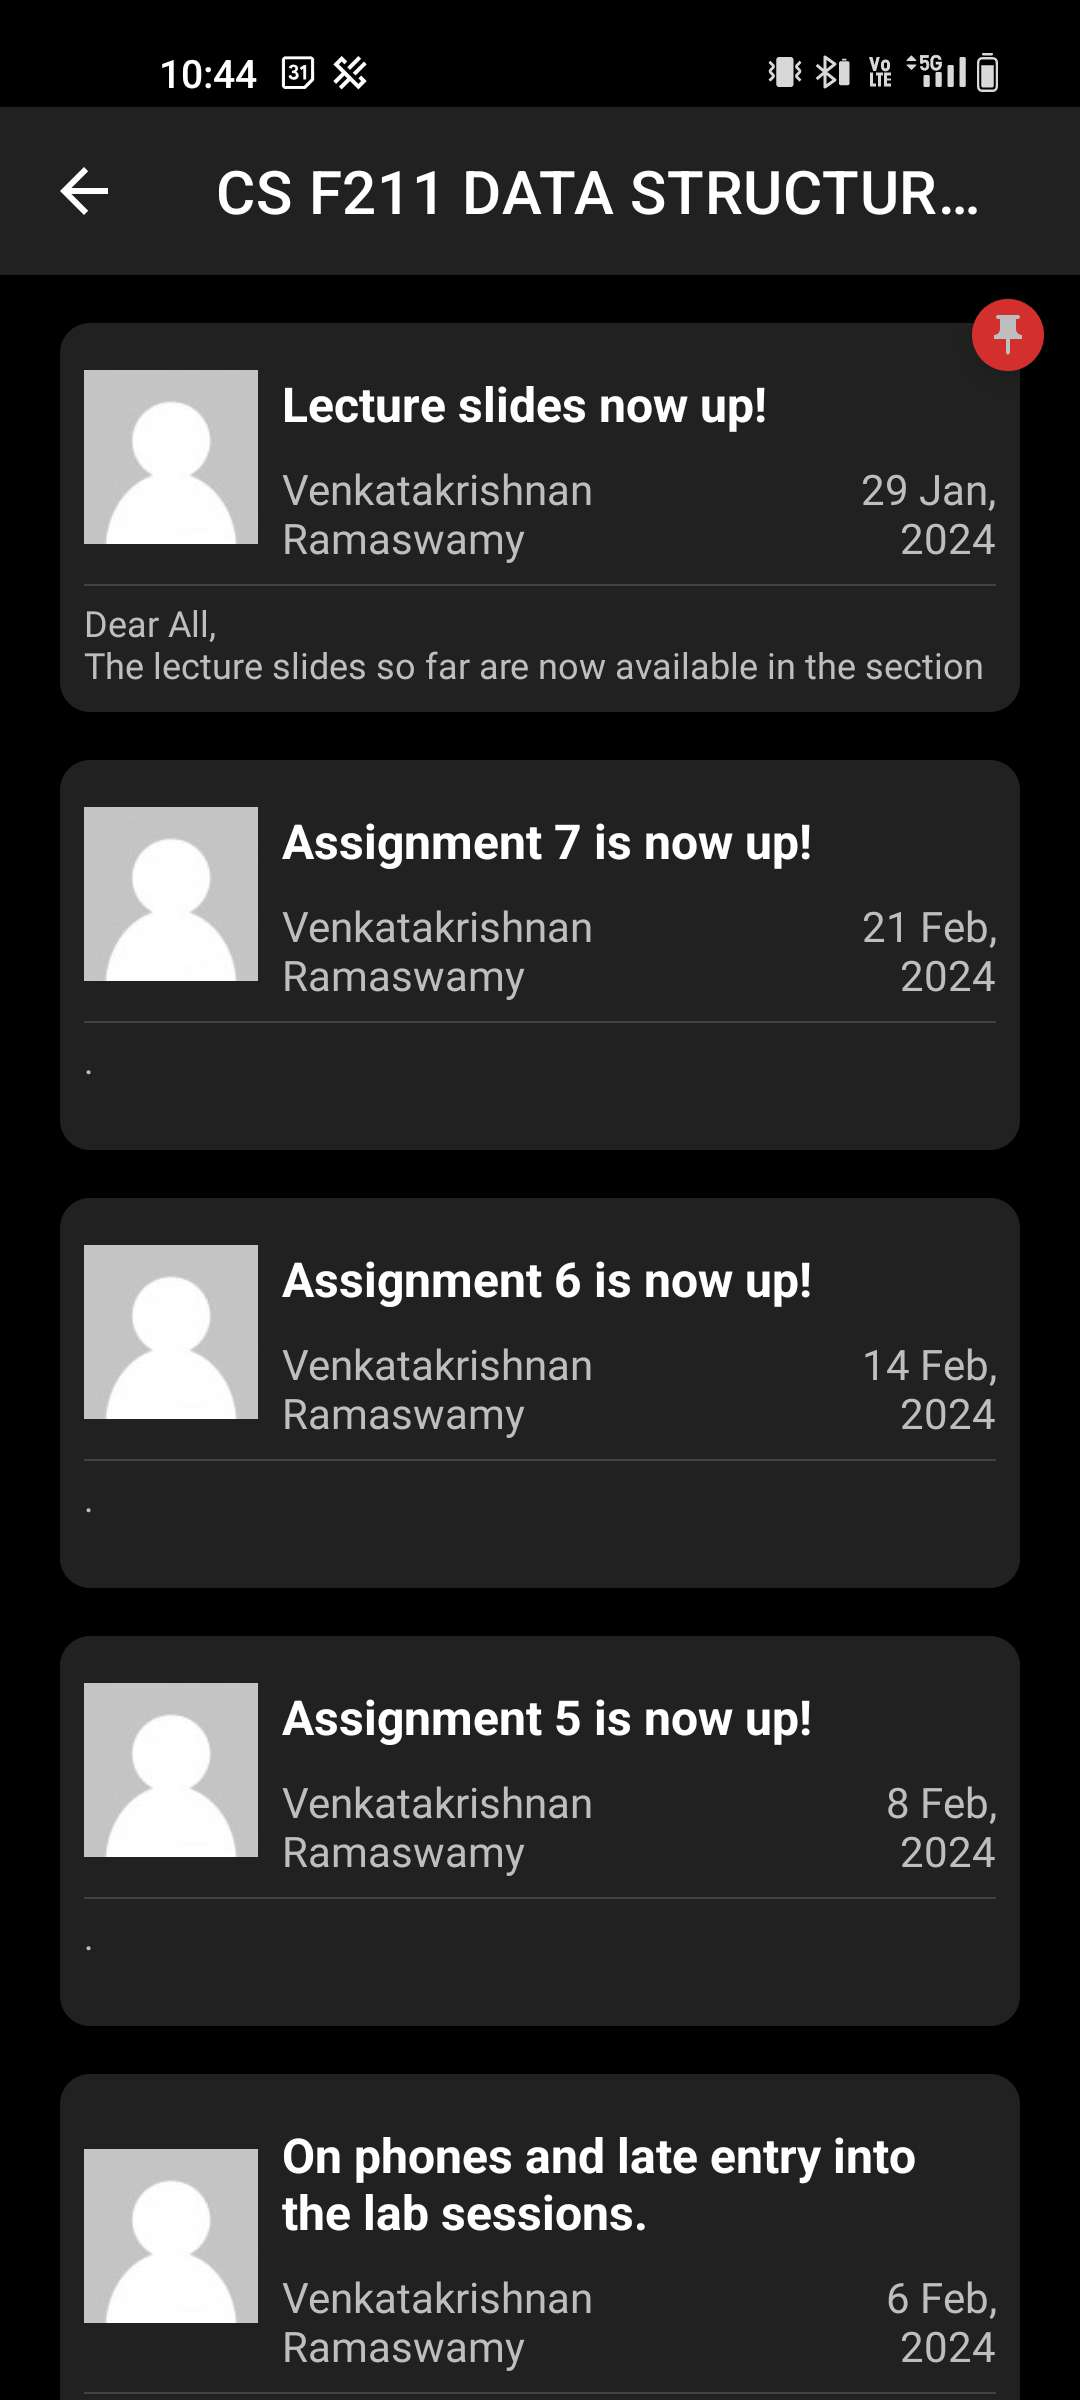 10:44 31 Vo LTE 5G
CS F211 DATA STRUCTUR...
Lecture slides now up!
Venkatakrishnan Ramaswamy
29 Jan, 2024
Dear All,
The lecture slides so far are now available in the section
Assignment 7 is now up!
Venkatakrishnan Ramaswamy
21 Feb, 2024
.
Assignment 6 is now up!
Venkatakrishnan Ramaswamy
14 Feb, 2024
.
Assignment 5 is now up!
Venkatakrishnan Ramaswamy
8 Feb, 2024
.
On phones and late entry into
the lab sessions.
Venkatakrishnan Ramaswamy
6 Feb, 2024